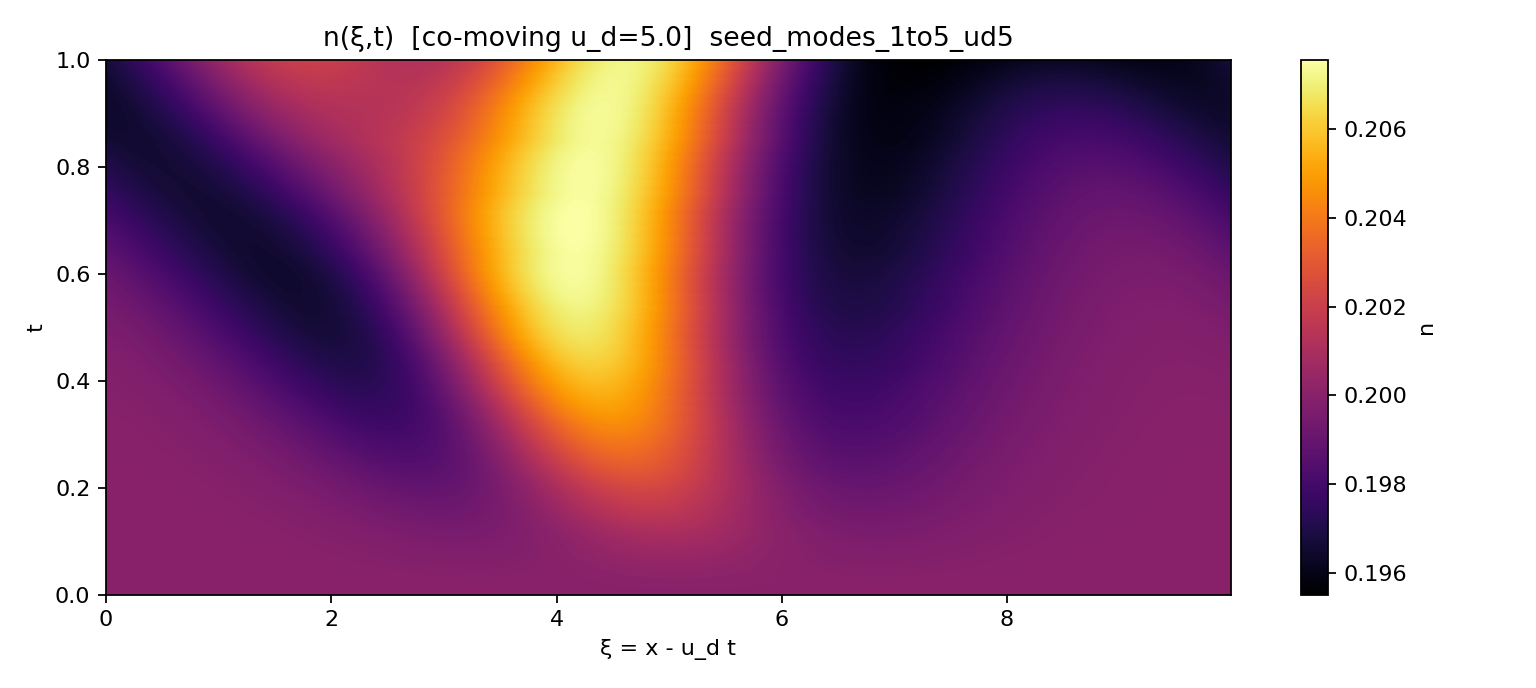 n(ξ,t)  [co-moving u_d=5.0]  seed_modes_1to5_ud5
1.0
0.8
0.6
0.4
0.2
0.0
t
0 2 4 6 8
ξ = x - u_d t
0.206
0.204
0.202
0.200
0.198
0.196
n